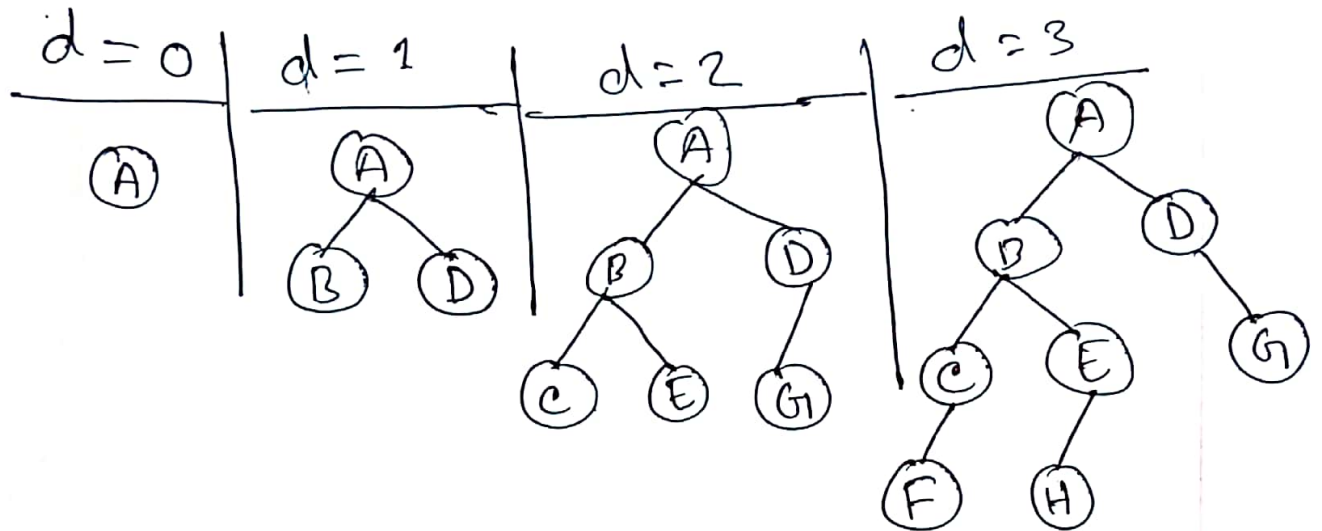 d = 0
d = 1
d = 2
d = 3
A
A
B D
A
B D
C E G
A
B D
C E G
F H